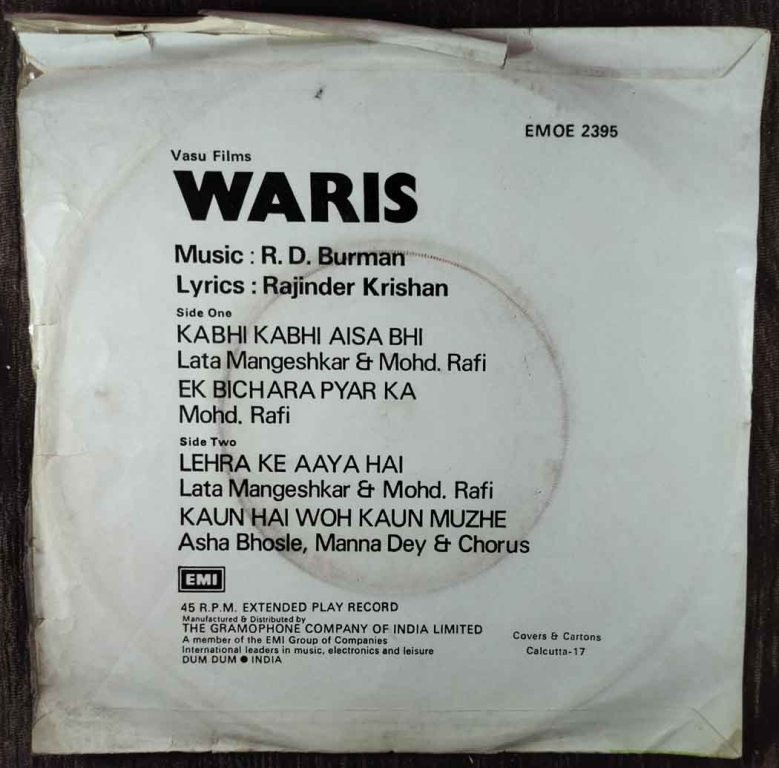 EMOE 2395
Vasu Films
WARIS
Music : R. D. Burman
Lyrics : Rajinder Krishan
Side One
KABHI KABHI AISA BHI
Lata Mangeshkar & Mohd. Rafi
EK BICHARA PYAR KA
Mohd. Rafi
Side Two
LEHRA KE AAYA HAI
Lata Mangeshkar & Mohd. Rafi
KAUN HAI WOH KAUN MUZHE
Asha Bhosle, Manna Dey & Chorus
EMI
45 R.P.M. EXTENDED PLAY RECORD
Manufactured & Distributed by
THE GRAMOPHONE COMPANY OF INDIA LIMITED
A member of the EMI Group of Companies
International leaders in music, electronics and leisure
DUM DUM ● INDIA
Covers & Cartons
Calcutta-17